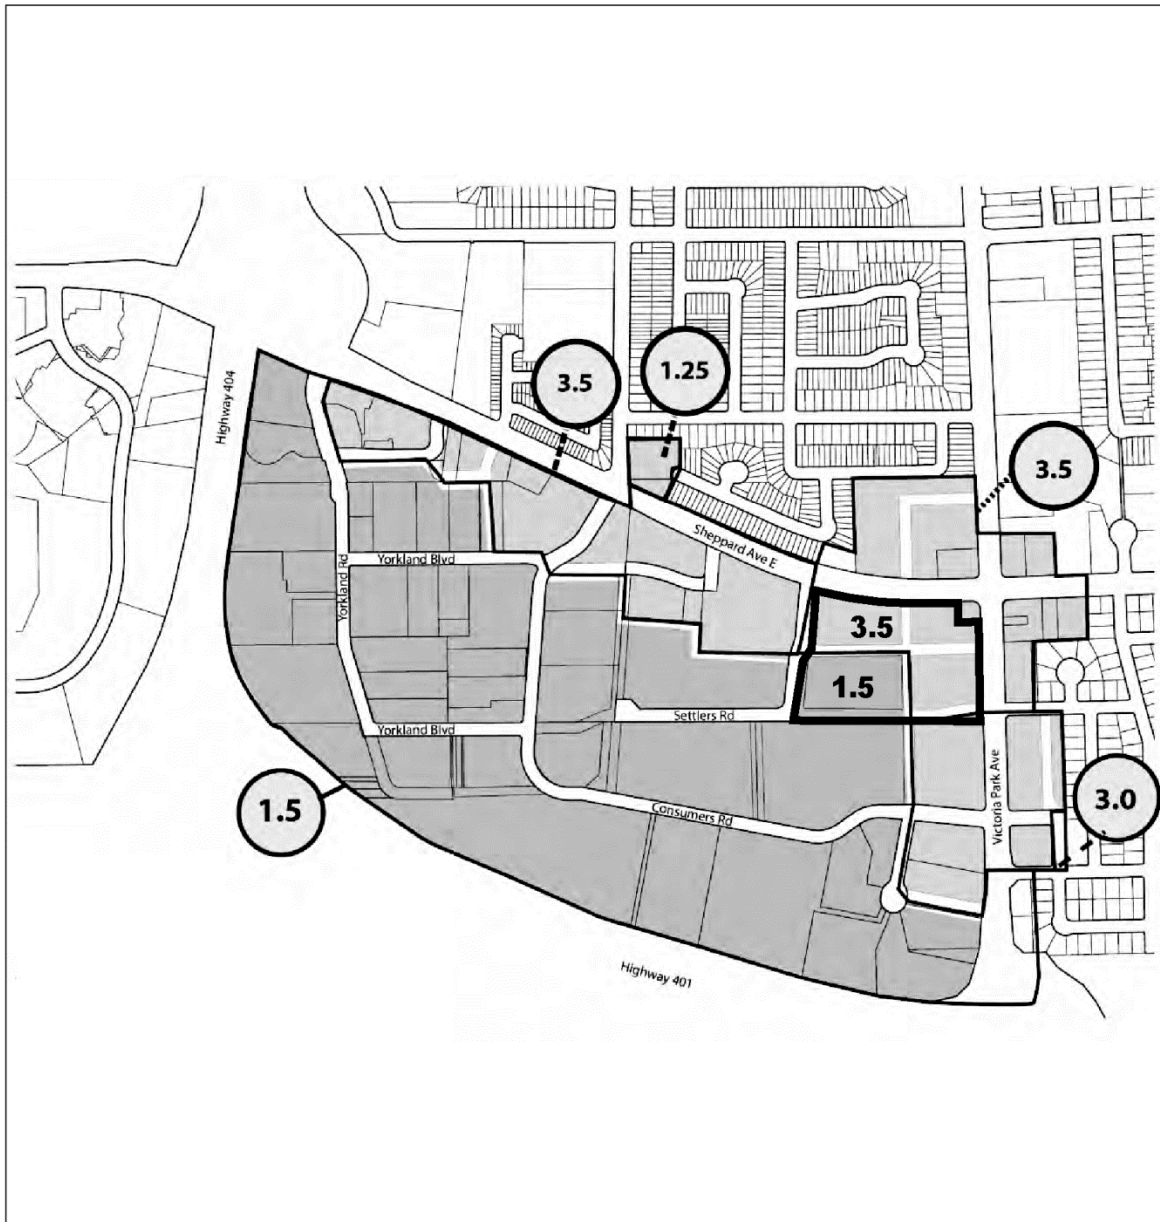 1.25
3.5
Highway 404
3.5
Sheppard Ave E
Yorkland Blvd
Yorkland Rd
3.5
1.5
Settlers Rd
Yorkland Blvd
Victoria Park Ave
3.0
1.5
Consumers Rd
Highway 401